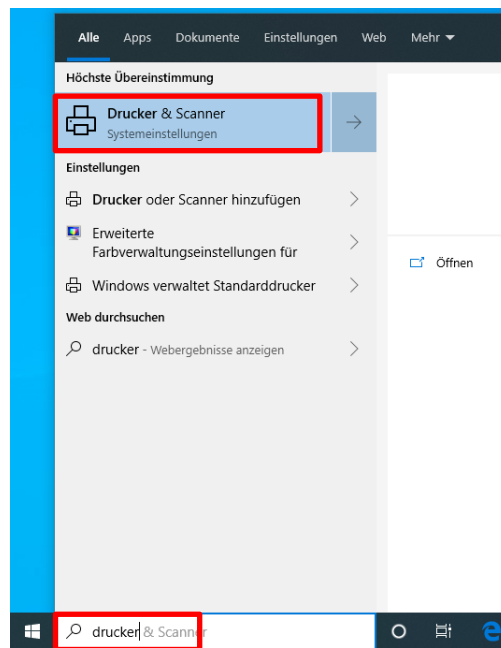 Alle Apps Dokumente Einstellungen Web Mehr
Höchste Übereinstimmung
Drucker & Scanner
Systemeinstellungen
Einstellungen
Drucker oder Scanner hinzufügen
Erweiterte
Farbverwaltungseinstellungen für
Windows verwaltet Standarddrucker
Web durchsuchen
drucker - Webergebnisse anzeigen
Öffnen
drucker & Scanner